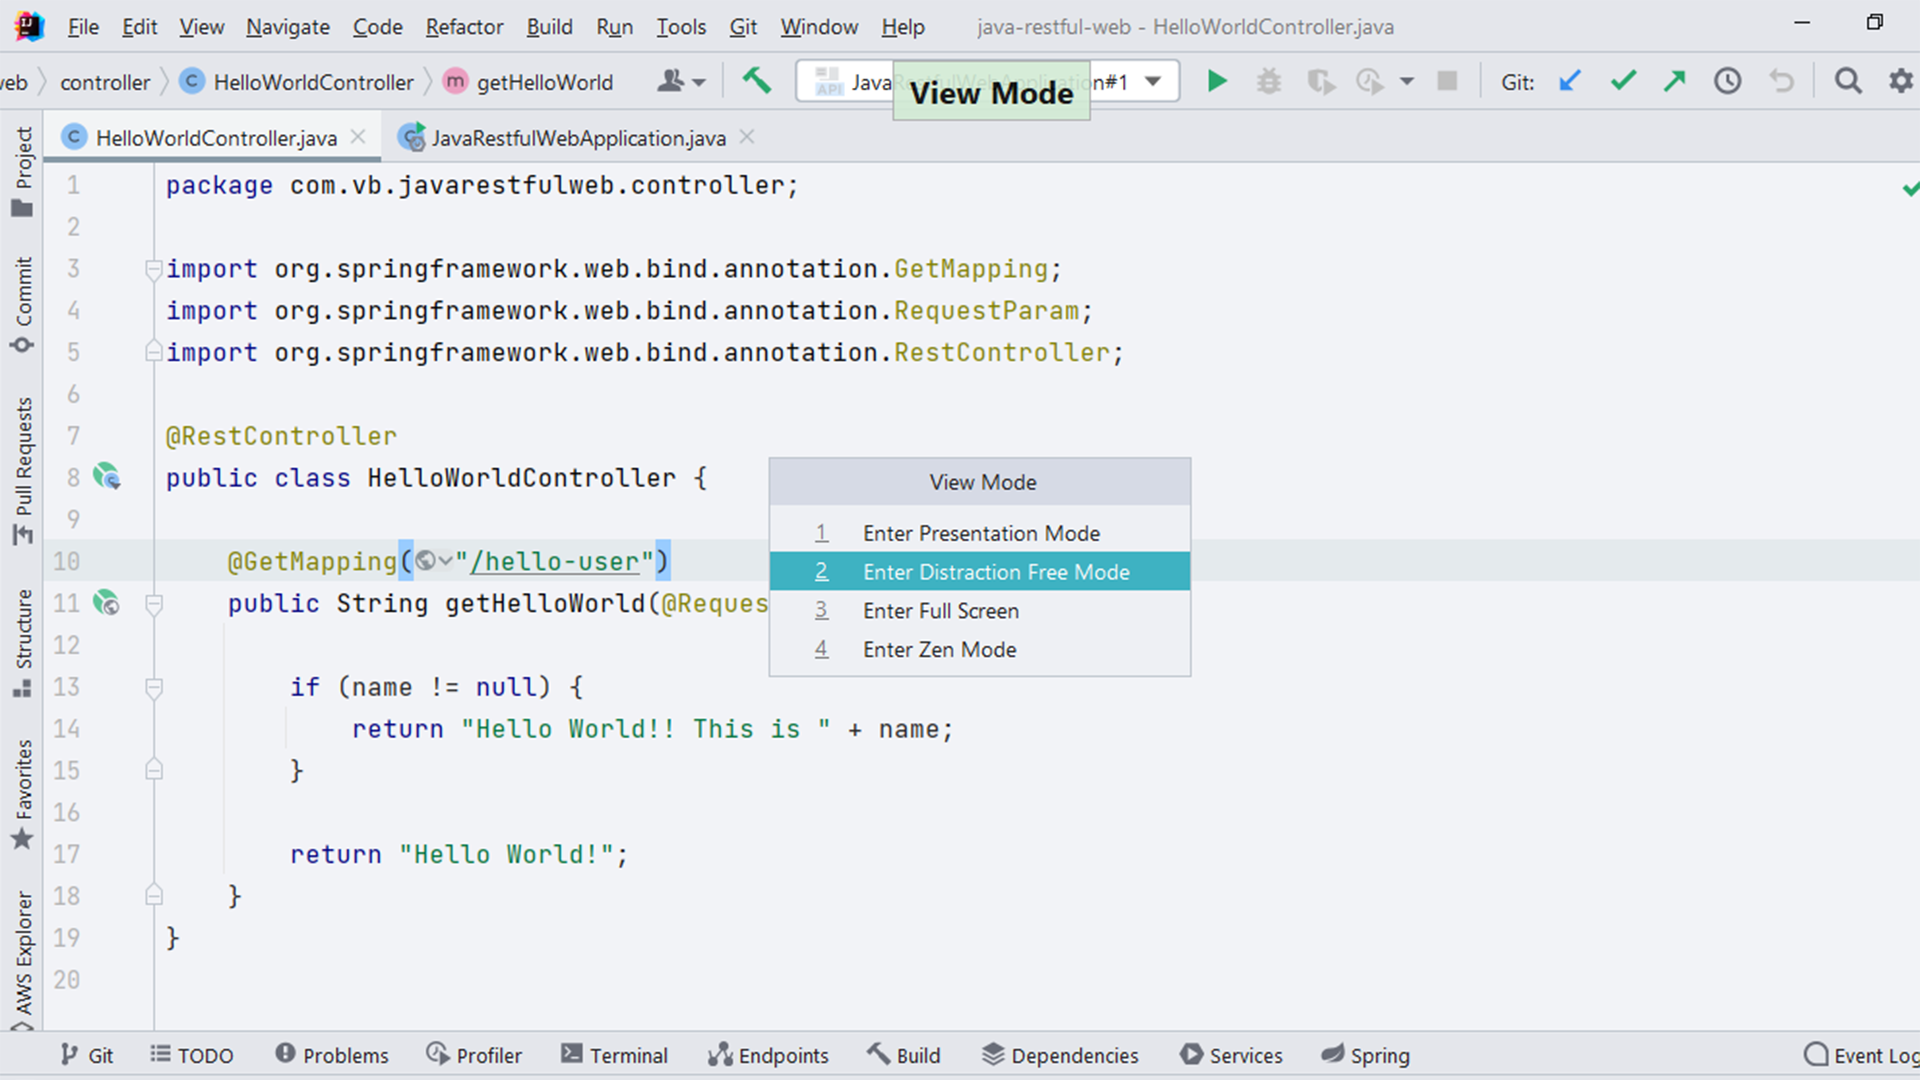 File Edit View Navigate Code Refactor Build Run Tools Git Window Help java-restful-web - HelloWorldController.java
controller HelloWorldController m getHelloWorld API Java n#1 Git:
View Mode
C HelloWorldController.java JavaRestfulWebApplication.java
Project
Commit
Pull Requests
Structure
Favorites
AWS Explorer
1 package com.vb.javarestfulweb.controller;
2
3 import org.springframework.web.bind.annotation.GetMapping;
4 import org.springframework.web.bind.annotation.RequestParam;
5 import org.springframework.web.bind.annotation.RestController;
6
7 @RestController
8 public class HelloWorldController {
9
10 @GetMapping("/hello-user")
11 public String getHelloWorld(@Reques
12
13 if (name != null) {
14 return "Hello World!! This is " + name;
15 }
16
17 return "Hello World!";
18 }
19 }
20
View Mode
1 Enter Presentation Mode
2 Enter Distraction Free Mode
3 Enter Full Screen
4 Enter Zen Mode
Git TODO Problems Profiler Terminal Endpoints Build Dependencies Services Spring Event Log